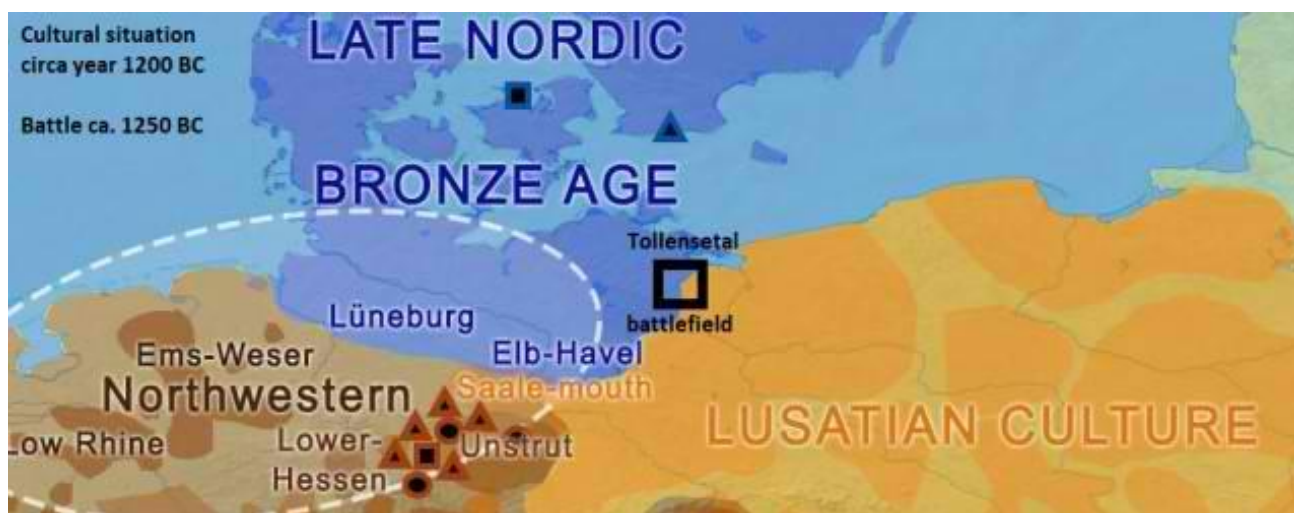 Cultural situation
circa year 1200 BC
Battle ca. 1250 BC
LATE NORDIC
BRONZE AGE
Tollensetal
battlefield
Lüneburg
Elb-Havel
Ems-Weser
Saale-mouth
Northwestern
Low Rhine
Lower-
Hessen
Unstrut
LUSATIAN CULTURE